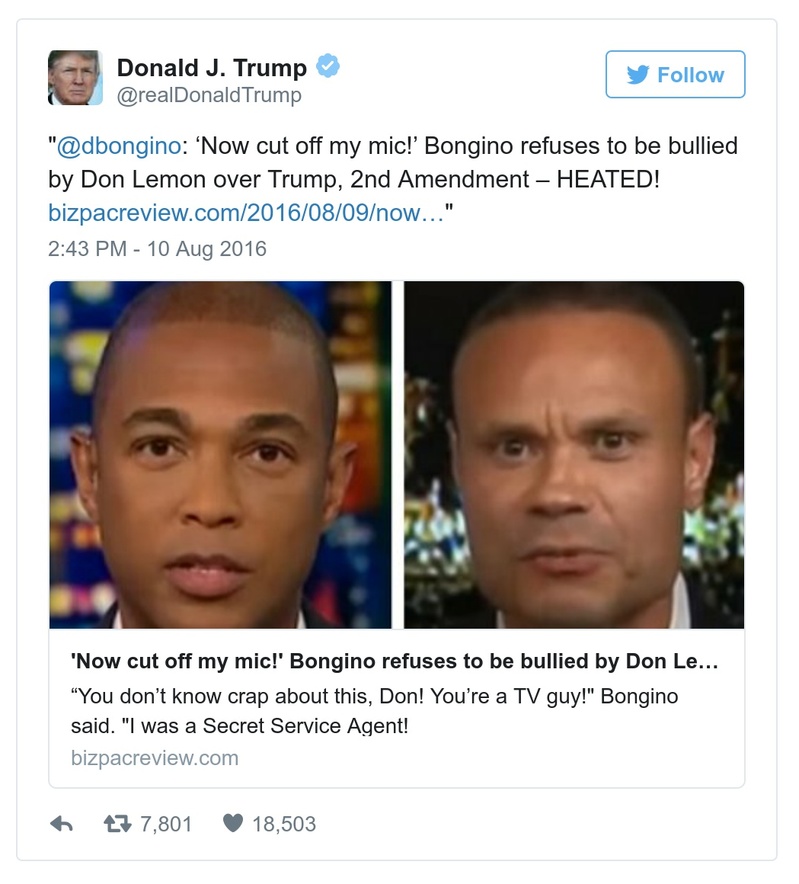 Donald J. Trump
@realDonaldTrump
Follow
"@dbongino: ‘Now cut off my mic!’ Bongino refuses to be bullied
by Don Lemon over Trump, 2nd Amendment – HEATED!
bizpacreview.com/2016/08/09/now…"
2:43 PM - 10 Aug 2016
'Now cut off my mic!' Bongino refuses to be bullied by Don Le…
“You don’t know crap about this, Don! You’re a TV guy!" Bongino
said. "I was a Secret Service Agent!
bizpacreview.com
7,801 18,503